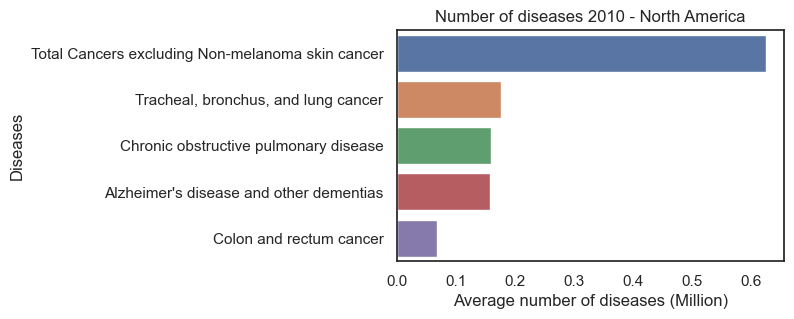 Number of diseases 2010 - North America
Diseases
Total Cancers excluding Non-melanoma skin cancer
Tracheal, bronchus, and lung cancer
Chronic obstructive pulmonary disease
Alzheimer's disease and other dementias
Colon and rectum cancer
0.0 0.1 0.2 0.3 0.4 0.5 0.6
Average number of diseases (Million)